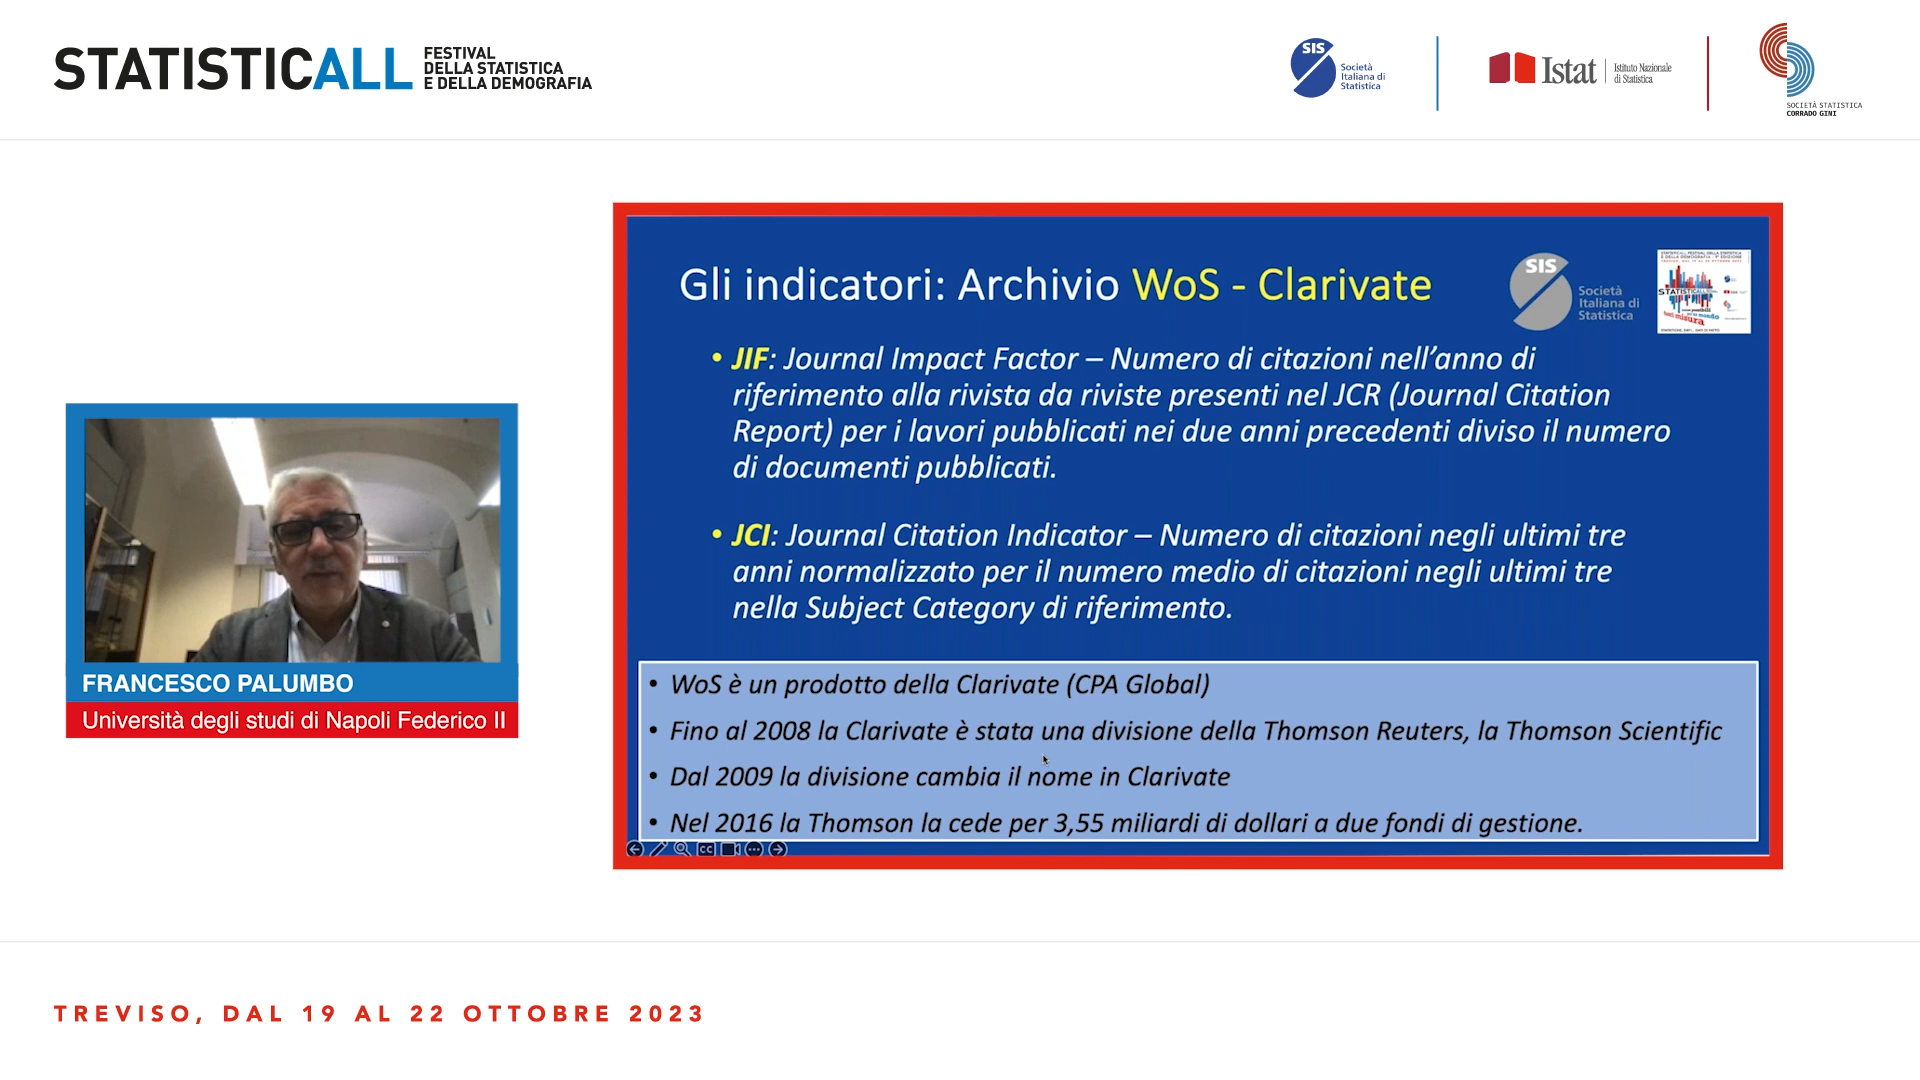 STATISTICALL
FESTIVAL
DELLA STATISTICA
E DELLA DEMOGRAFIA
SIS
Società
Italiana di
Statistica
Istat
Istituto Nazionale
di Statistica
SOCIETÀ STATISTICA
CORRADO GINI
Gli indicatori: Archivio WoS - Clarivate
SIS
Società
Italiana di
Statistica
STATISTICALL
• JIF: Journal Impact Factor – Numero di citazioni nell’anno di
riferimento alla rivista da riviste presenti nel JCR (Journal Citation
Report) per i lavori pubblicati nei due anni precedenti diviso il numero
di documenti pubblicati.
• JCI: Journal Citation Indicator – Numero di citazioni negli ultimi tre
anni normalizzato per il numero medio di citazioni negli ultimi tre
nella Subject Category di riferimento.
• WoS è un prodotto della Clarivate (CPA Global)
• Fino al 2008 la Clarivate è stata una divisione della Thomson Reuters, la Thomson Scientific
• Dal 2009 la divisione cambia il nome in Clarivate
• Nel 2016 la Thomson la cede per 3,55 miliardi di dollari a due fondi di gestione.
CC
FRANCESCO PALUMBO
Università degli studi di Napoli Federico II
TREVISO, DAL 19 AL 22 OTTOBRE 2023